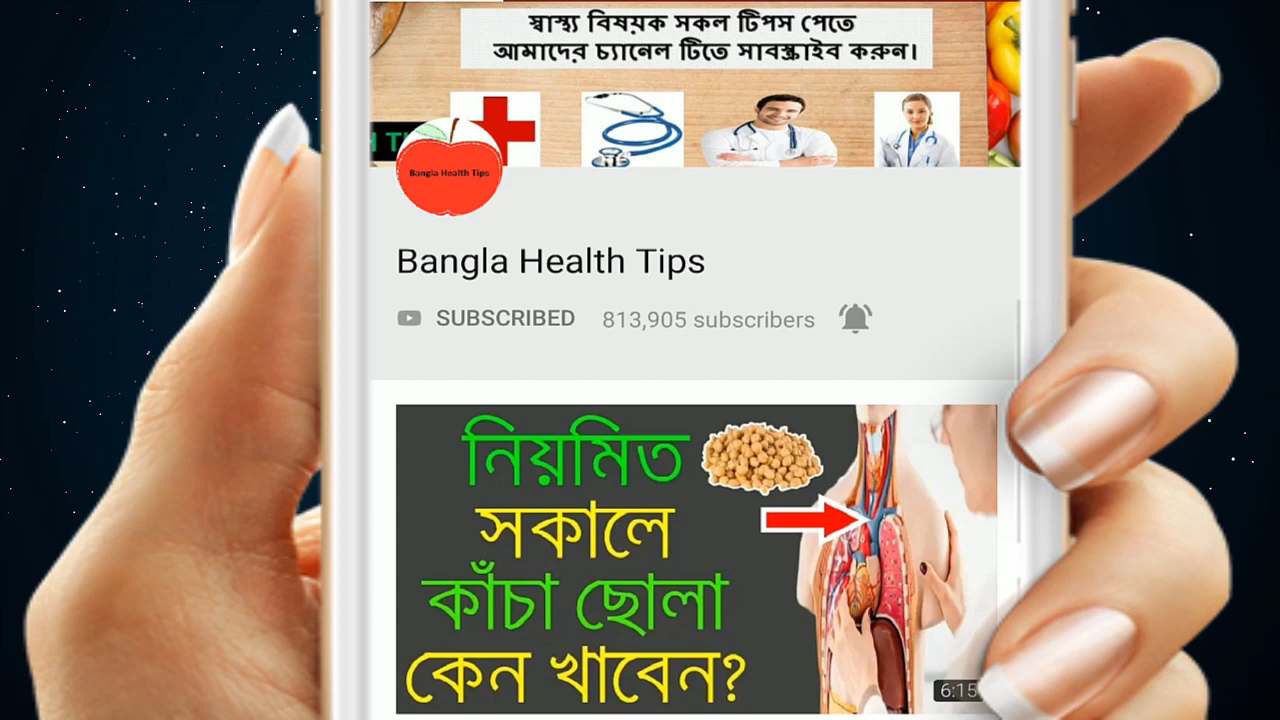 স্বাস্থ্য বিষয়ক সকল টিপস পেতে
আমাদের চ্যানেল টিতে সাবস্ক্রাইব করুন।
Bangla Health Tips
Bangla Health Tips
SUBSCRIBED 813,905 subscribers
নিয়মিত
সকালে
কাঁচা ছোলা
কেন খাবেন?
6:15